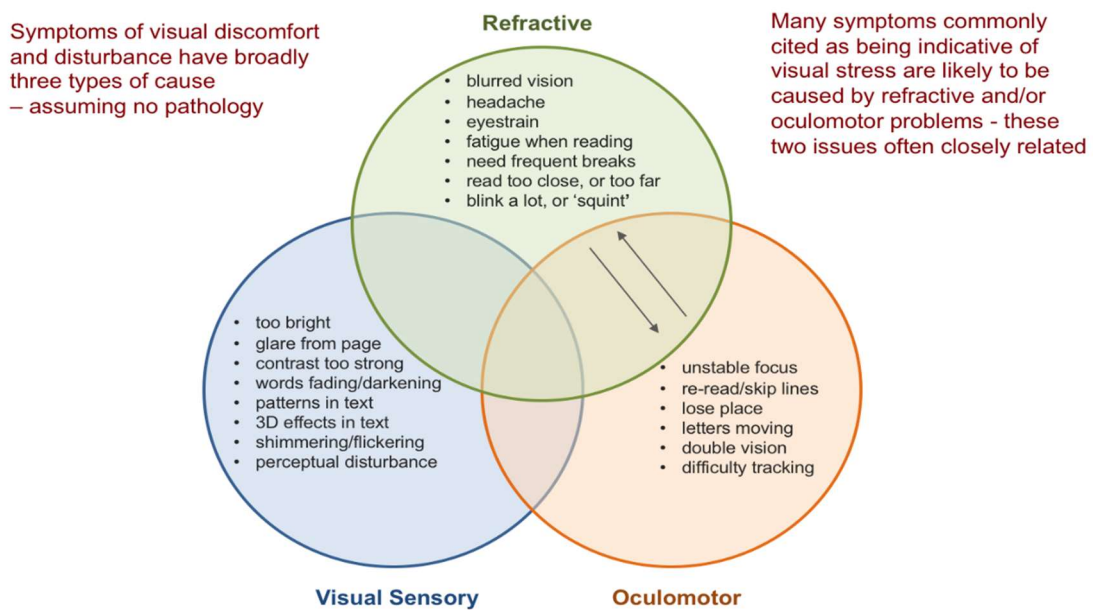 Symptoms of visual discomfort
and disturbance have broadly
three types of cause
– assuming no pathology
Refractive
Many symptoms commonly
cited as being indicative of
visual stress are likely to be
caused by refractive and/or
oculomotor problems - these
two issues often closely related
• blurred vision
• headache
• eyestrain
• fatigue when reading
• need frequent breaks
• read too close, or too far
• blink a lot, or ‘squint’
• too bright
• glare from page
• contrast too strong
• words fading/darkening
• patterns in text
• 3D effects in text
• shimmering/flickering
• perceptual disturbance
• unstable focus
• re-read/skip lines
• lose place
• letters moving
• double vision
• difficulty tracking
Visual Sensory
Oculomotor